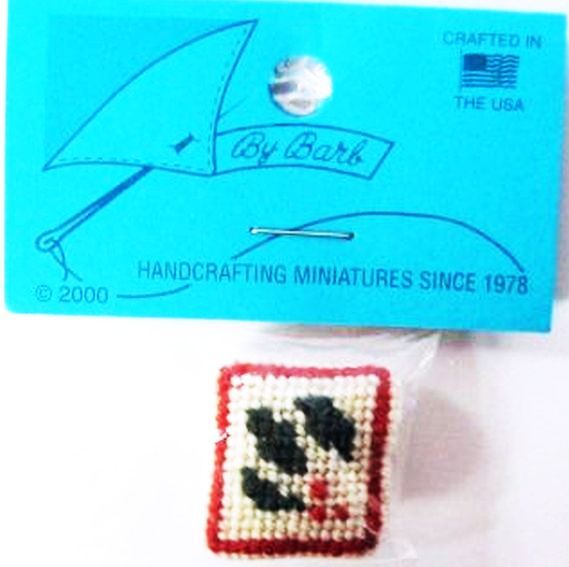 CRAFTED IN
THE USA
By Barb
HANDCRAFTING MINIATURES SINCE 1978
© 2000